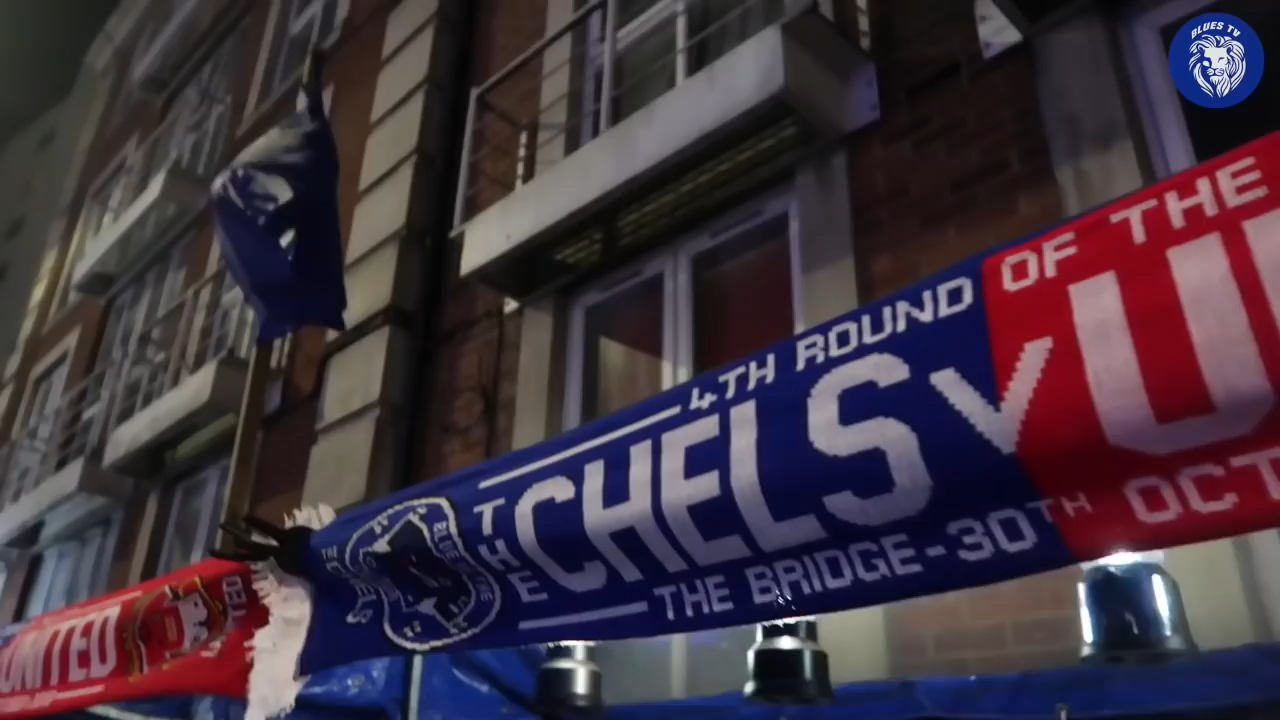 BLUES TV
4TH ROUND OF THE
THE CHELS V U
THE BRIDGE-30TH OCT
UNITED